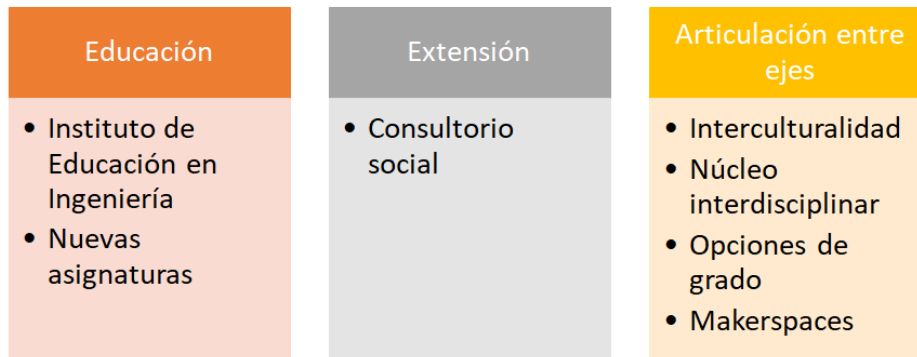 Educación
• Instituto de
Educación en
Ingeniería
• Nuevas
asignaturas
Extensión
• Consultorio
social
Articulación entre
ejes
• Interculturalidad
• Núcleo
interdisciplinar
• Opciones de
grado
• Makerspaces